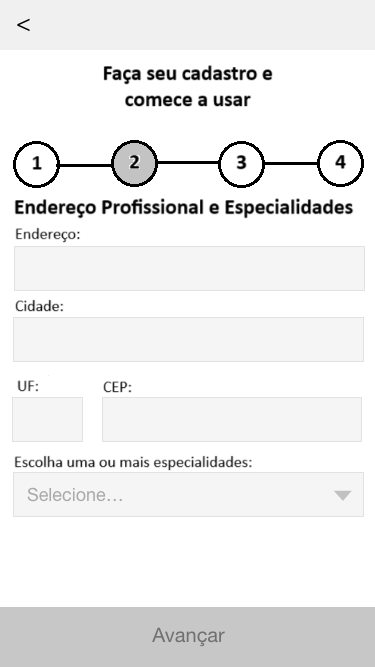 <
Faça seu cadastro e
comece a usar
1 2 3 4
Endereço Profissional e Especialidades
Endereço:
Cidade:
UF: CEP:
Escolha uma ou mais especialidades:
Selecione...
Avançar